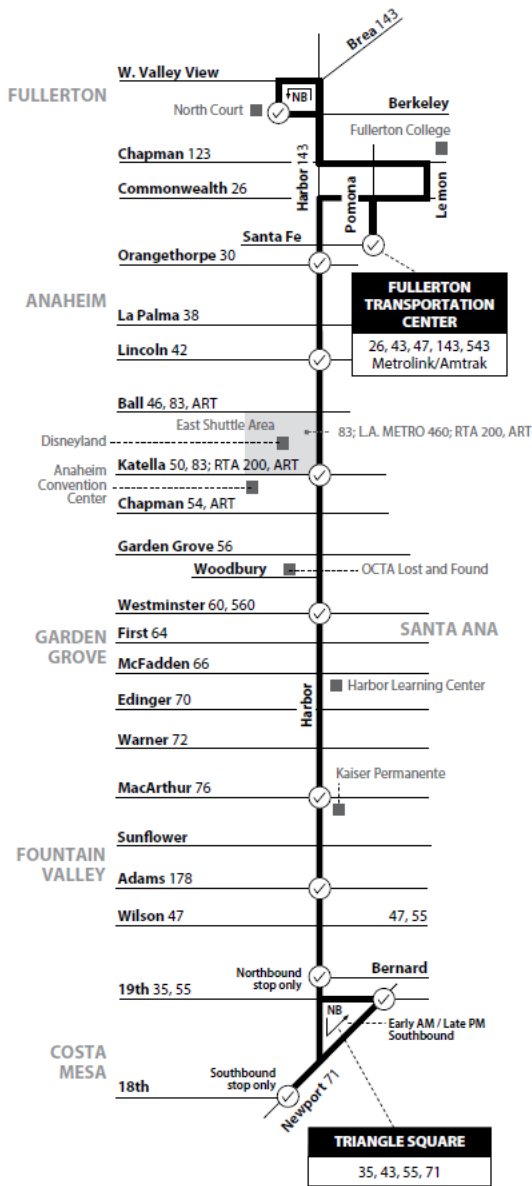 Brea 143
W. Valley View
FULLERTON
NB
North Court
Berkeley
Fullerton College
Chapman 123
Harbor 143
Commonwealth 26
Pomona
Lemon
Santa Fe
Orangethorpe 30
FULLERTON
TRANSPORTATION
CENTER
26, 43, 47, 143, 543
Metrolink/Amtrak
ANAHEIM
La Palma 38
Lincoln 42
Ball 46, 83, ART
East Shuttle Area
83; L.A. METRO 460; RTA 200, ART
Disneyland
Katella 50, 83; RTA 200, ART
Anaheim
Convention
Center
Chapman 54, ART
Garden Grove 56
Woodbury
OCTA Lost and Found
Westminster 60, 560
First 64
SANTA ANA
GARDEN
GROVE
McFadden 66
Harbor Learning Center
Harbor
Edinger 70
Warner 72
Kaiser Permanente
MacArthur 76
Sunflower
FOUNTAIN
VALLEY
Adams 178
Wilson 47
47, 55
Northbound
stop only
Bernard
19th 35, 55
NB
Early AM / Late PM
Southbound
COSTA
MESA
Southbound
stop only
18th
Newport 71
TRIANGLE SQUARE
35, 43, 55, 71